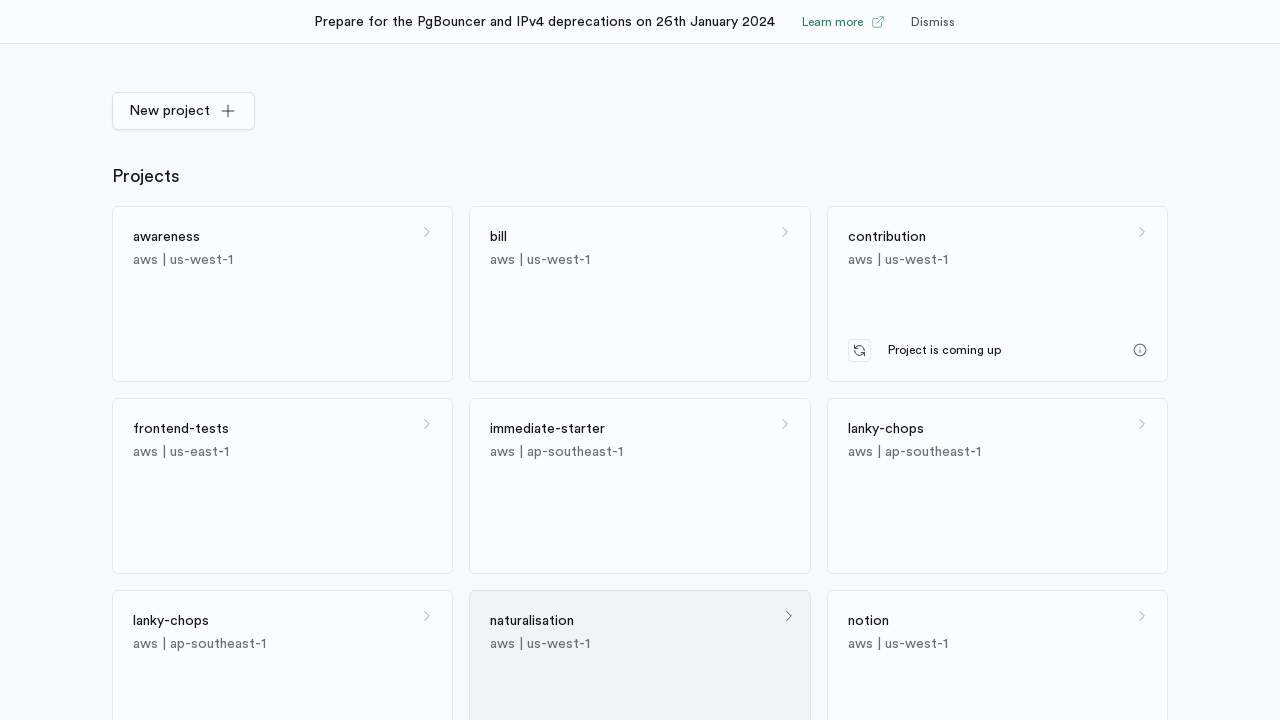 Prepare for the PgBouncer and IPv4 deprecations on 26th January 2024 Learn more Dismiss
New project
Projects
awareness
aws | us-west-1
bill
aws | us-west-1
contribution
aws | us-west-1
Project is coming up
frontend-tests
aws | us-east-1
immediate-starter
aws | ap-southeast-1
lanky-chops
aws | ap-southeast-1
lanky-chops
aws | ap-southeast-1
naturalisation
aws | us-west-1
notion
aws | us-west-1